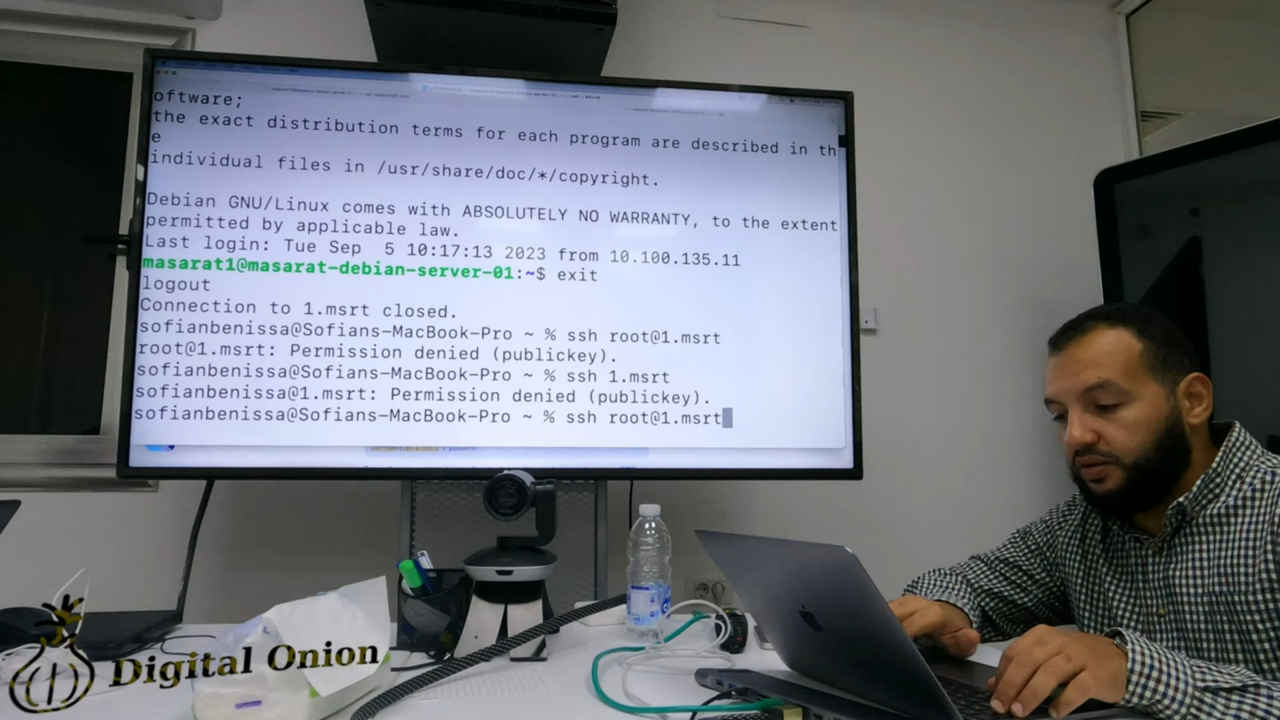 oftware;
the exact distribution terms for each program are described in th
e
individual files in /usr/share/doc/*/copyright.
Debian GNU/Linux comes with ABSOLUTELY NO WARRANTY, to the extent
permitted by applicable law.
Last login: Tue Sep  5 10:17:13 2023 from 10.100.135.11
masarat1@masarat-debian-server-01:~$ exit
logout
Connection to 1.msrt closed.
sofianbenissa@Sofians-MacBook-Pro ~ % ssh root@1.msrt
root@1.msrt: Permission denied (publickey).
sofianbenissa@Sofians-MacBook-Pro ~ % ssh 1.msrt
sofianbenissa@1.msrt: Permission denied (publickey).
sofianbenissa@Sofians-MacBook-Pro ~ % ssh root@1.msrt
Digital Onion